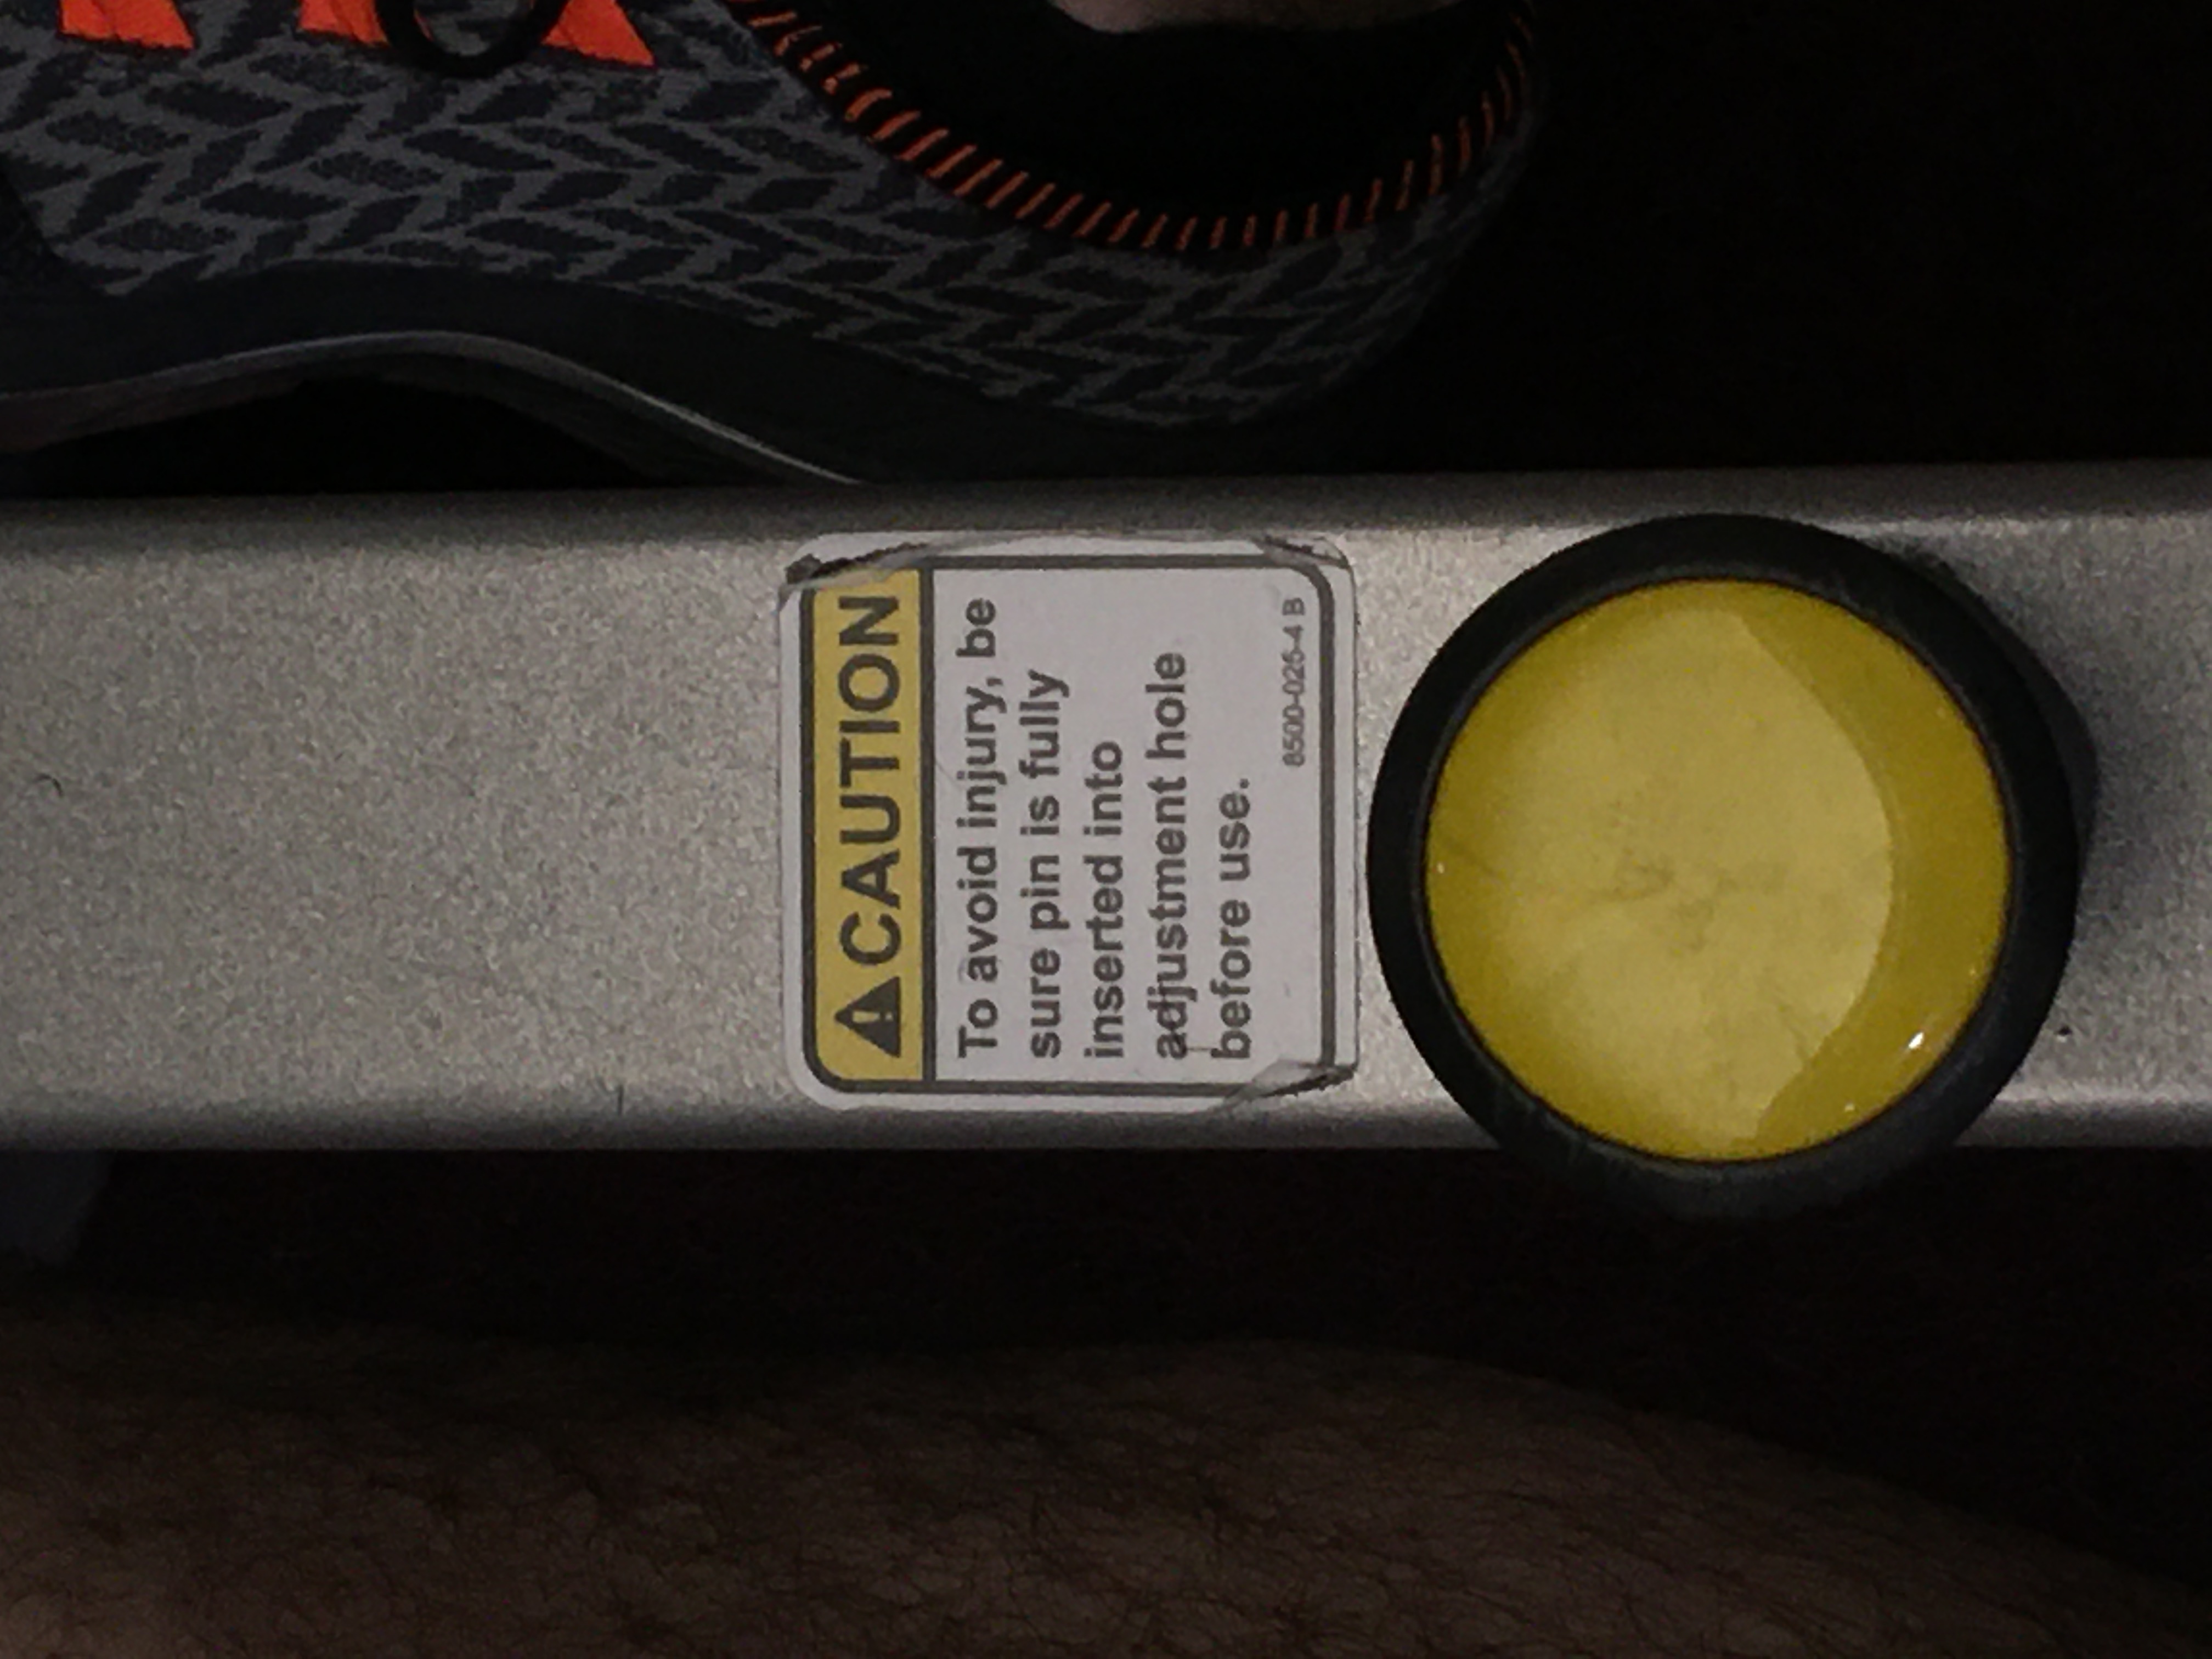 CAUTION
To avoid injury, be
sure pin is fully
inserted into
adjustment hole
before use.
8500-025-4 B